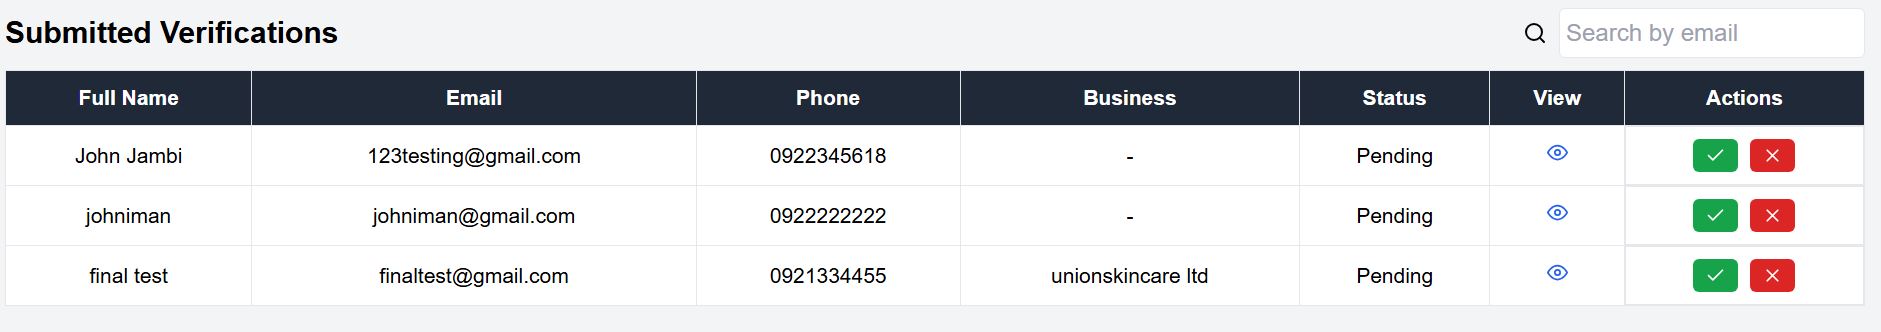 Submitted Verifications
Search by email
Full Name Email Phone Business Status View Actions
John Jambi 123testing@gmail.com 0922345618 - Pending
johniman johniman@gmail.com 0922222222 - Pending
final test finaltest@gmail.com 0921334455 unionskincare ltd Pending